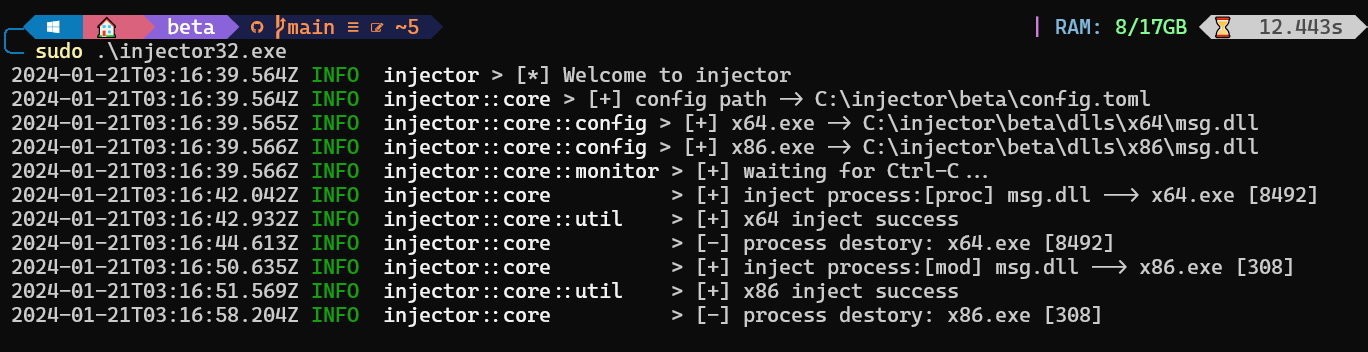 beta main ≡ ~5 | RAM: 8/17GB 12.443s
sudo .\injector32.exe
2024-01-21T03:16:39.564Z INFO injector > [*] Welcome to injector
2024-01-21T03:16:39.564Z INFO injector::core > [+] config path -> C:\injector\beta\config.toml
2024-01-21T03:16:39.565Z INFO injector::core::config > [+] x64.exe -> C:\injector\beta\dlls\x64\msg.dll
2024-01-21T03:16:39.566Z INFO injector::core::config > [+] x86.exe -> C:\injector\beta\dlls\x86\msg.dll
2024-01-21T03:16:39.566Z INFO injector::core::monitor > [+] waiting for Ctrl-C...
2024-01-21T03:16:42.042Z INFO injector::core > [+] inject process:[proc] msg.dll --> x64.exe [8492]
2024-01-21T03:16:42.932Z INFO injector::core::util > [+] x64 inject success
2024-01-21T03:16:44.613Z INFO injector::core > [-] process destory: x64.exe [8492]
2024-01-21T03:16:50.635Z INFO injector::core > [+] inject process:[mod] msg.dll --> x86.exe [308]
2024-01-21T03:16:51.569Z INFO injector::core::util > [+] x86 inject success
2024-01-21T03:16:58.204Z INFO injector::core > [-] process destory: x86.exe [308]